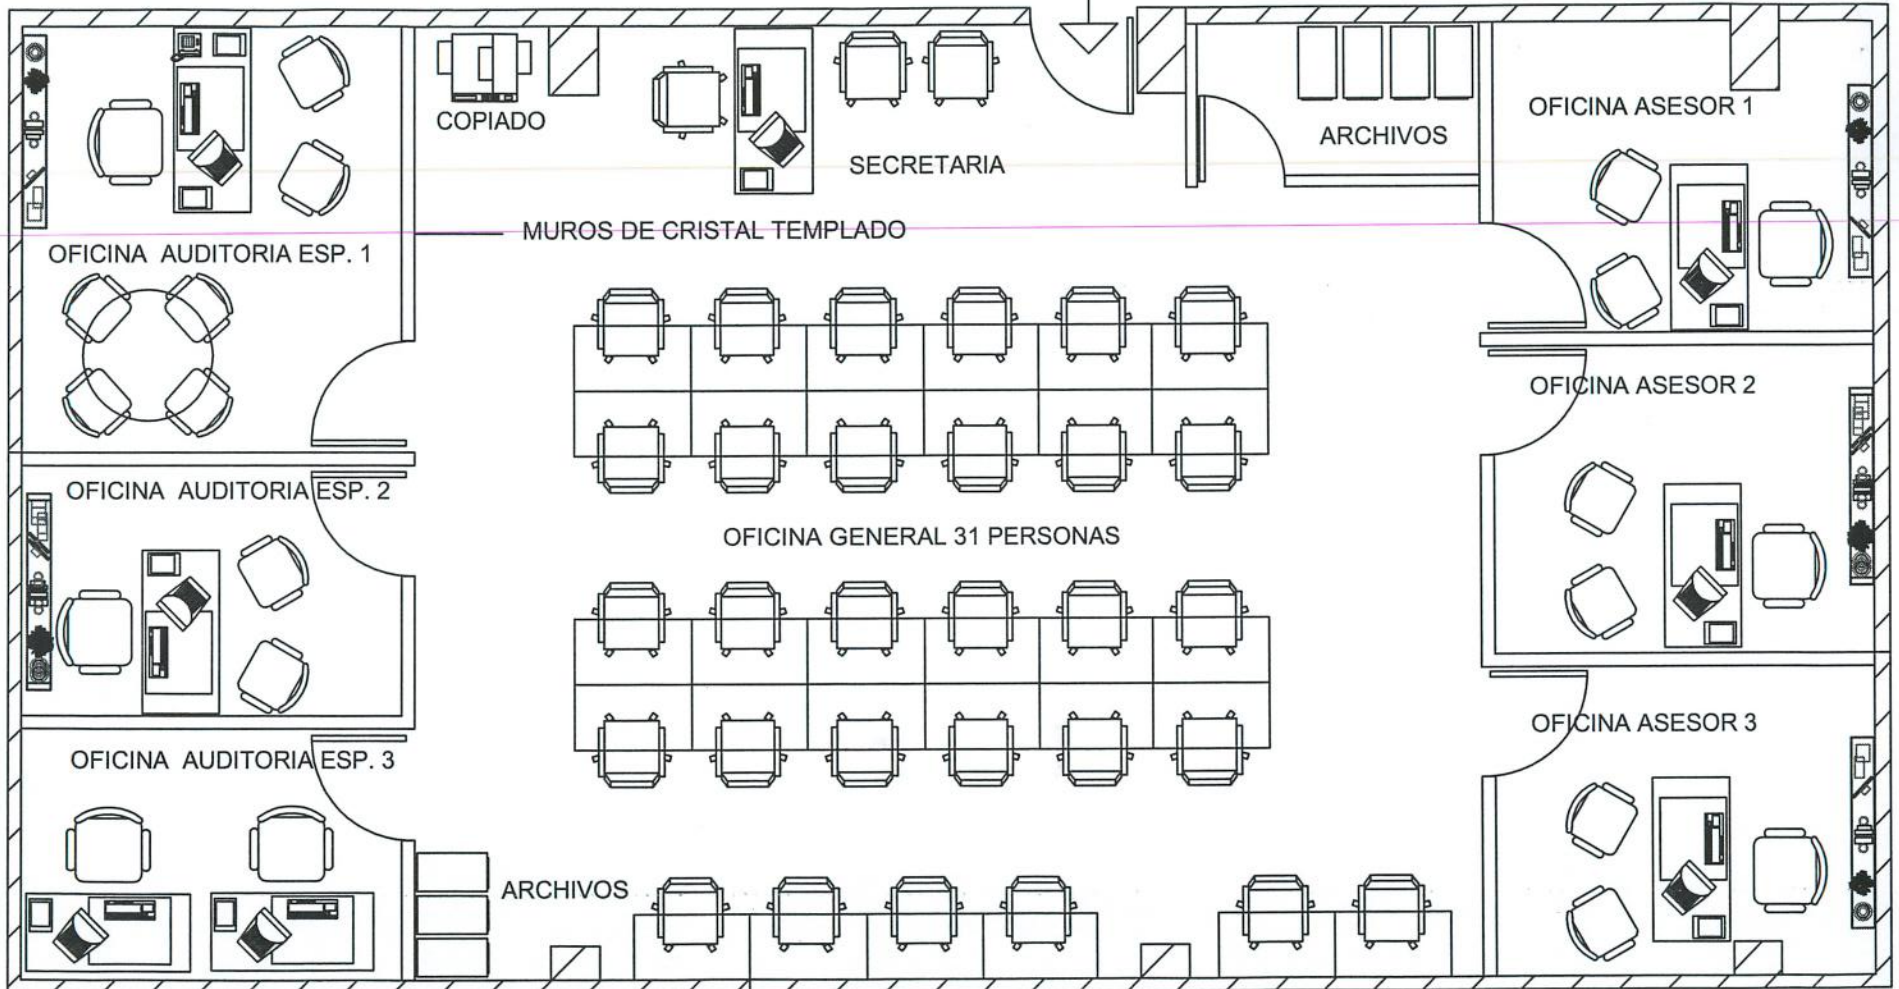 COPIADO
SECRETARIA
ARCHIVOS
OFICINA ASESOR 1
MUROS DE CRISTAL TEMPLADO
OFICINA AUDITORIA ESP. 1
OFICINA ASESOR 2
OFICINA AUDITORIA ESP. 2
OFICINA GENERAL 31 PERSONAS
OFICINA ASESOR 3
OFICINA AUDITORIA ESP. 3
ARCHIVOS